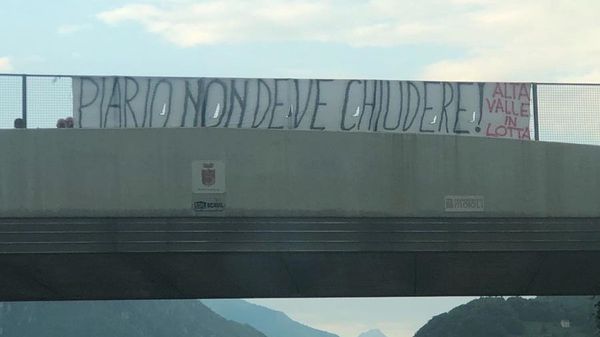 PIARIO NON DEVE CHIUDERE!
ALTA
VALLE
IN
LOTTA